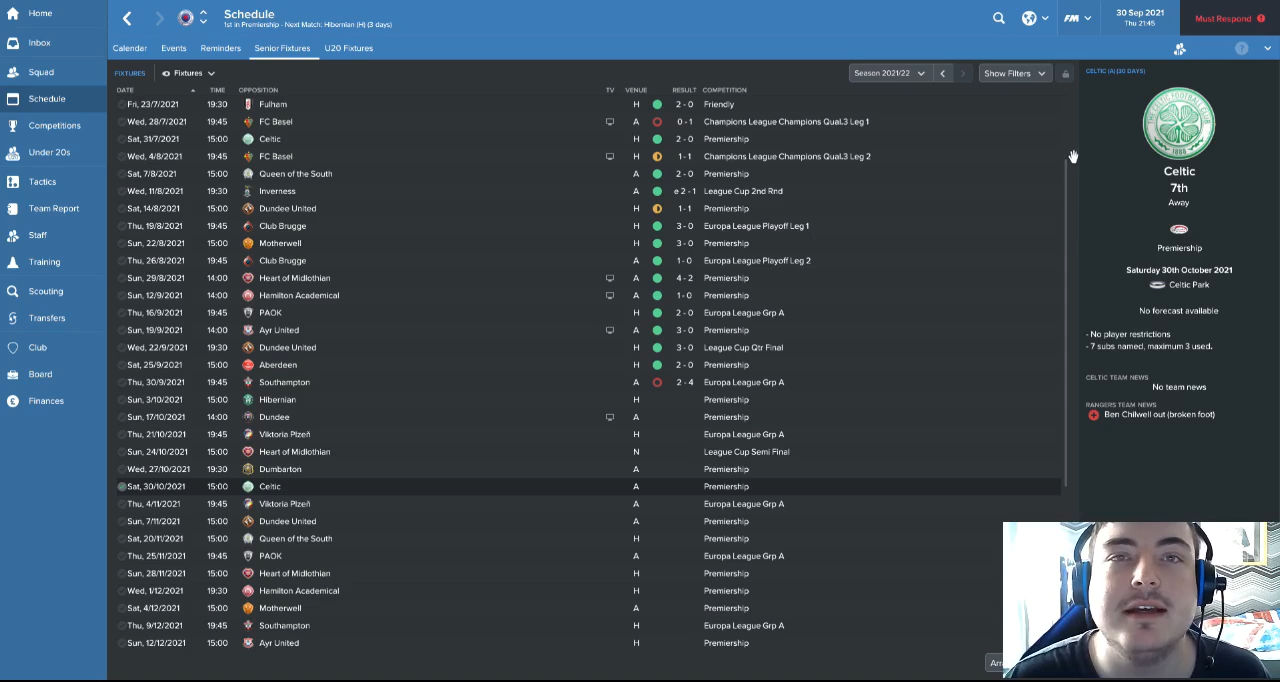 Home
Schedule
1st in Premiership - Next Match: Hibernian (H) (3 days)
FM
30 Sep 2021
Thu 21:45
Must Respond
Inbox
Calendar Events Reminders Senior Fixtures U20 Fixtures
Squad
Schedule
Competitions
Under 20s
Tactics
Team Report
Staff
Training
Scouting
Transfers
Club
Board
Finances
FIXTURES Fixtures Season 2021/22 Show Filters
DATE TIME OPPOSITION TV VENUE RESULT COMPETITION
Fri, 23/7/2021 19:30 Fulham H 2 - 0 Friendly
Wed, 28/7/2021 19:45 FC Basel A 0 - 1 Champions League Champions Qual.3 Leg 1
Sat, 31/7/2021 15:00 Celtic H 2 - 0 Premiership
Wed, 4/8/2021 19:45 FC Basel H 1-1 Champions League Champions Qual.3 Leg 2
Sat, 7/8/2021 15:00 Queen of the South A 2 - 0 Premiership
Wed, 11/8/2021 19:30 Inverness A e 2 - 1 League Cup 2nd Rnd
Sat, 14/8/2021 15:00 Dundee United H 1-1 Premiership
Thu, 19/8/2021 19:45 Club Brugge H 3 - 0 Europa League Playoff Leg 1
Sun, 22/8/2021 15:00 Motherwell H 3 - 0 Premiership
Thu, 26/8/2021 19:45 Club Brugge A 1 - 0 Europa League Playoff Leg 2
Sun, 29/8/2021 14:00 Heart of Midlothian A 4 - 2 Premiership
Sun, 12/9/2021 14:00 Hamilton Academical A 1 - 0 Premiership
Thu, 16/9/2021 19:45 PAOK H 2 - 0 Europa League Grp A
Sun, 19/9/2021 14:00 Ayr United A 3 - 0 Premiership
Wed, 22/9/2021 19:30 Dundee United H 3 - 0 League Cup Qtr Final
Sat, 25/9/2021 15:00 Aberdeen H 2 - 0 Premiership
Thu, 30/9/2021 19:45 Southampton A 2 - 4 Europa League Grp A
Sun, 3/10/2021 15:00 Hibernian H Premiership
Sun, 17/10/2021 14:00 Dundee A Premiership
Thu, 21/10/2021 19:45 Viktoria Plzeň H Europa League Grp A
Sun, 24/10/2021 15:00 Heart of Midlothian N League Cup Semi Final
Wed, 27/10/2021 19:30 Dumbarton A Premiership
Sat, 30/10/2021 15:00 Celtic A Premiership
Thu, 4/11/2021 19:45 Viktoria Plzeň A Europa League Grp A
Sun, 7/11/2021 15:00 Dundee United A Premiership
Sat, 20/11/2021 15:00 Queen of the South H Premiership
Thu, 25/11/2021 19:45 PAOK A Europa League Grp A
Sun, 28/11/2021 15:00 Heart of Midlothian H Premiership
Wed, 1/12/2021 19:30 Hamilton Academical H Premiership
Sat, 4/12/2021 15:00 Motherwell A Premiership
Thu, 9/12/2021 19:45 Southampton H Europa League Grp A
Sun, 12/12/2021 15:00 Ayr United H Premiership
CELTIC (A) (30 DAYS)
THE CELTIC FOOTBALL CLUB
1888
Celtic
7th
Away
Premiership
Saturday 30th October 2021
Celtic Park
No forecast available
- No player restrictions
- 7 subs named, maximum 3 used.
CELTIC TEAM NEWS
No team news
RANGERS TEAM NEWS
Ben Chilwell out (broken foot)
Arr